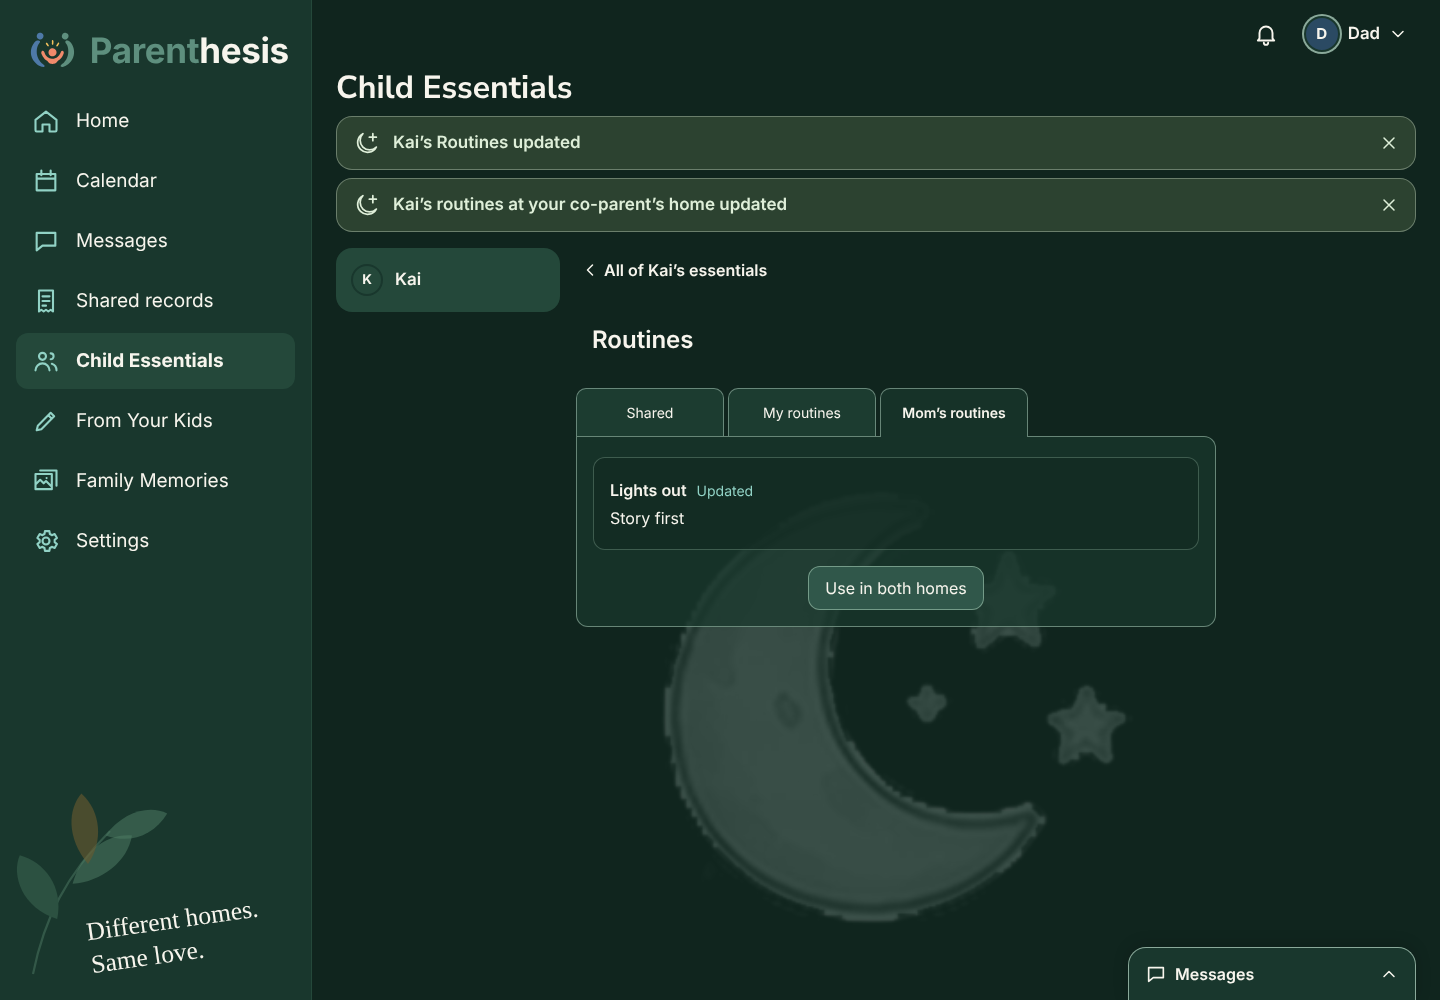 Parenthesis
Home
Calendar
Messages
Shared records
Child Essentials
From Your Kids
Family Memories
Settings
Different homes.
Same love.
D Dad
Child Essentials
Kai’s Routines updated
Kai’s routines at your co-parent’s home updated
K Kai
All of Kai’s essentials
Routines
Shared My routines Mom’s routines
Lights out Updated
Story first
Use in both homes
Messages